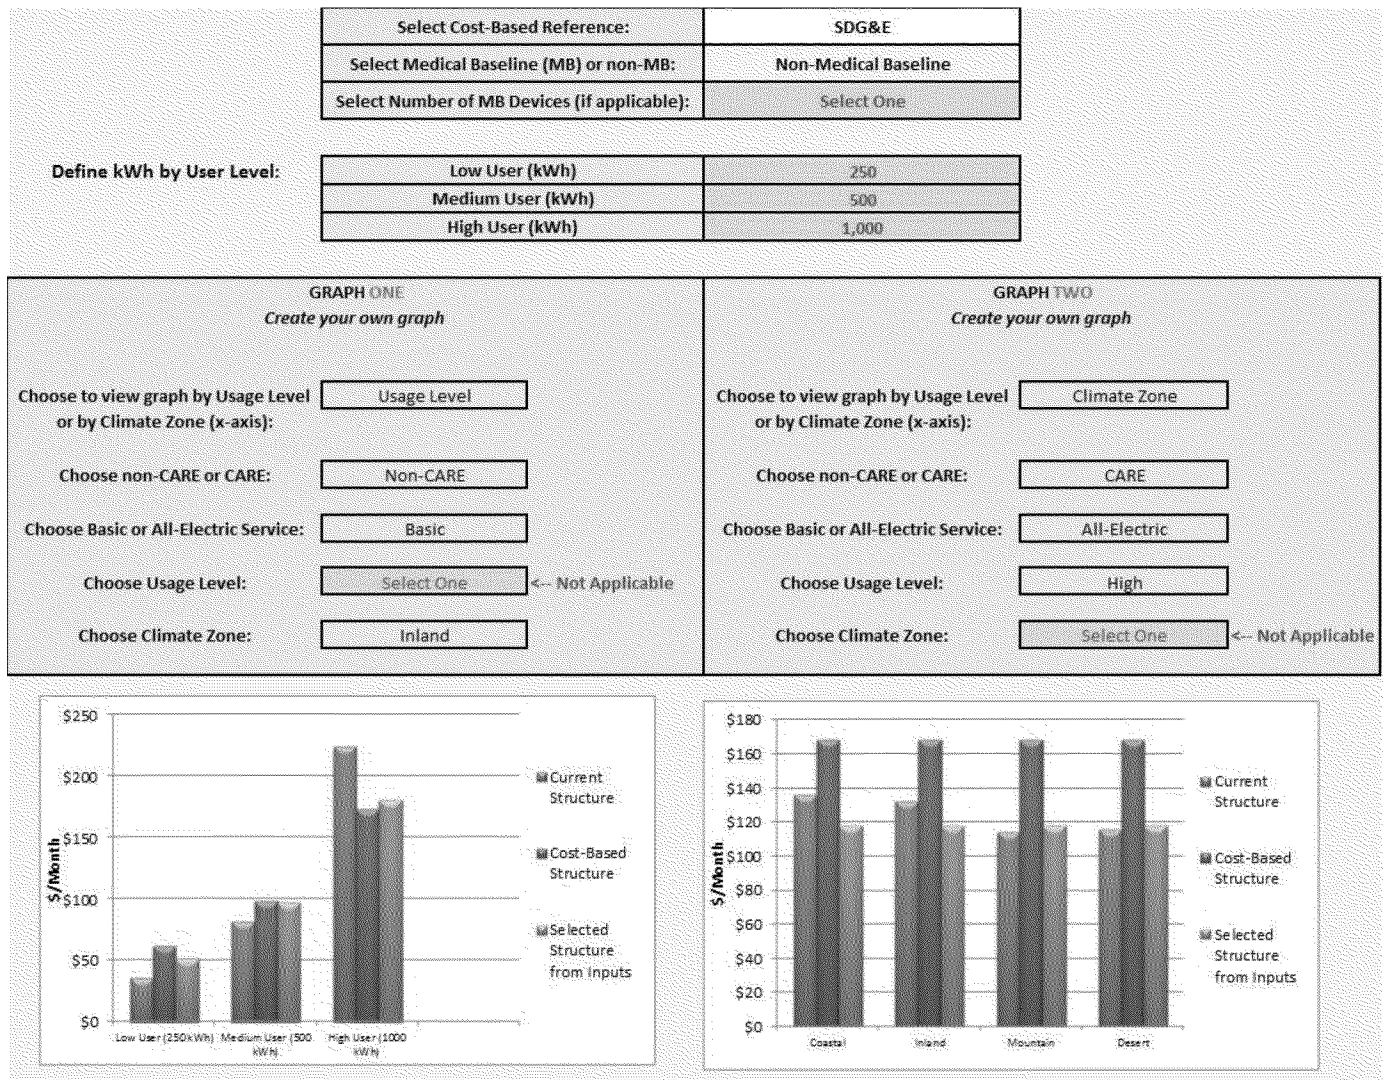 Select Cost-Based Reference: SDG&E
Select Medical Baseline (MB) or non-MB: Non-Medical Baseline
Select Number of MB Devices (if applicable): Select One
Define kWh by User Level:
Low User (kWh) 250
Medium User (kWh) 500
High User (kWh) 1,000
GRAPH ONE
Create your own graph
Choose to view graph by Usage Level
or by Climate Zone (x-axis):
Usage Level
Choose non-CARE or CARE: Non-CARE
Choose Basic or All-Electric Service: Basic
Choose Usage Level: Select One <-- Not Applicable
Choose Climate Zone: Inland
GRAPH TWO
Create your own graph
Choose to view graph by Usage Level
or by Climate Zone (x-axis):
Climate Zone
Choose non-CARE or CARE: CARE
Choose Basic or All-Electric Service: All-Electric
Choose Usage Level: High
Choose Climate Zone: Select One <-- Not Applicable
$/Month
$250
$200
$150
$100
$50
$0
Low User (250 kWh)
Medium User (500
kWh)
High User (1000
kWh)
Current
Structure
Cost-Based
Structure
Selected
Structure
from Inputs
$/Month
$180
$160
$140
$120
$100
$80
$60
$40
$20
$0
Coastal
Inland
Mountain
Desert
Current
Structure
Cost-Based
Structure
Selected
Structure
from Inputs